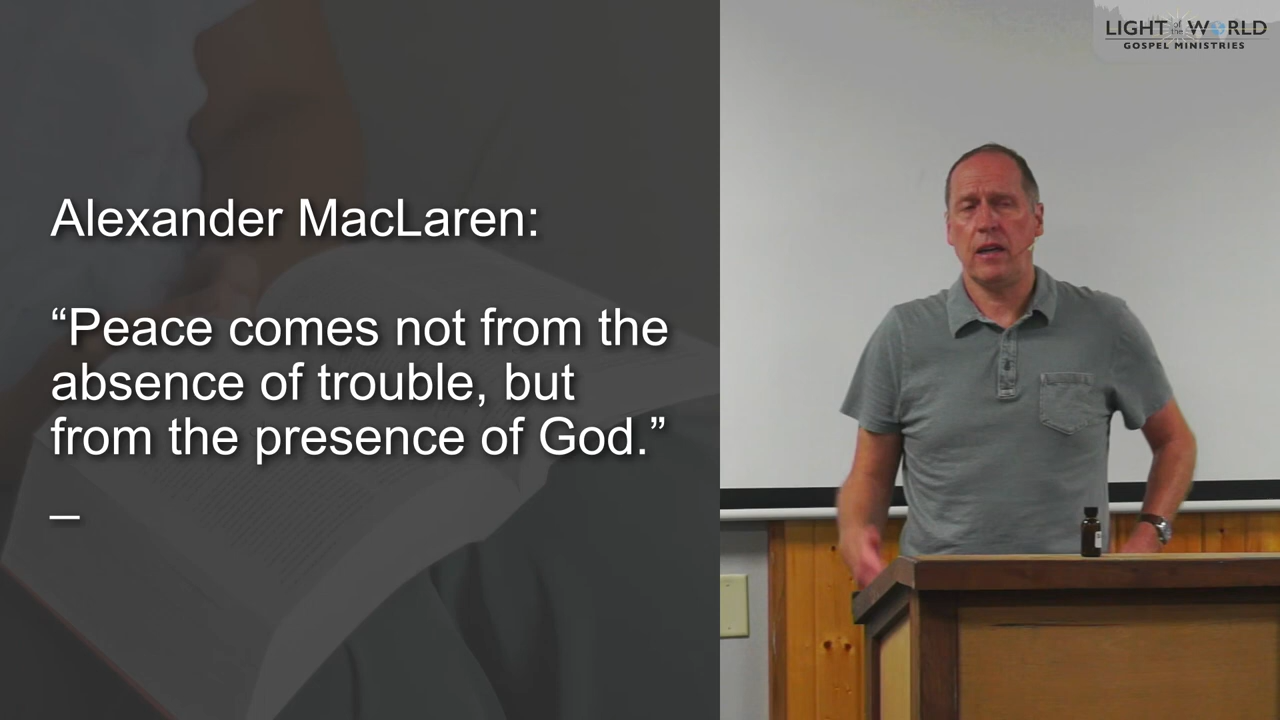 Alexander MacLaren:
“Peace comes not from the
absence of trouble, but
from the presence of God.”
–
LIGHT of the WORLD
GOSPEL MINISTRIES